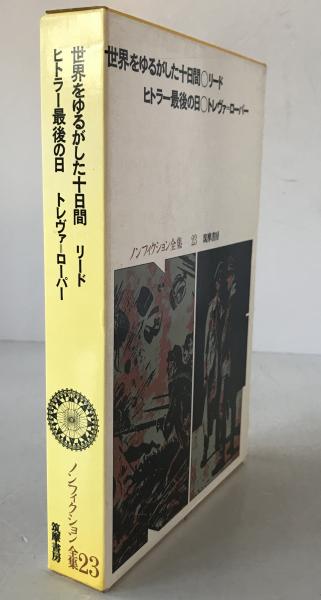 世界をゆるがした十日間 リード
ヒトラー最後の日 トレヴァ=ローパー
ノンフィクション全集23
筑摩書房
世界をゆるがした十日間○リード
ヒトラー最後の日○トレヴァ=ローパー
ノンフィクション全集 23 筑摩書房